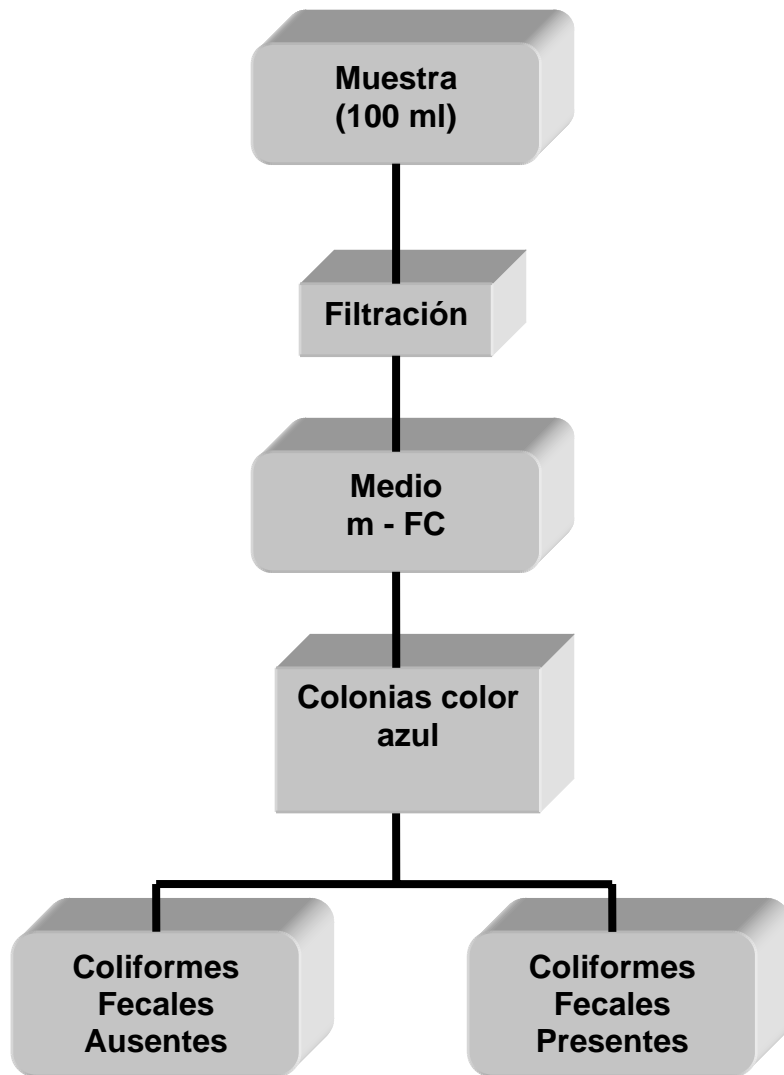 Muestra
(100 ml)
Filtración
Medio
m - FC
Colonias color
azul
Coliformes
Fecales
Ausentes
Coliformes
Fecales
Presentes